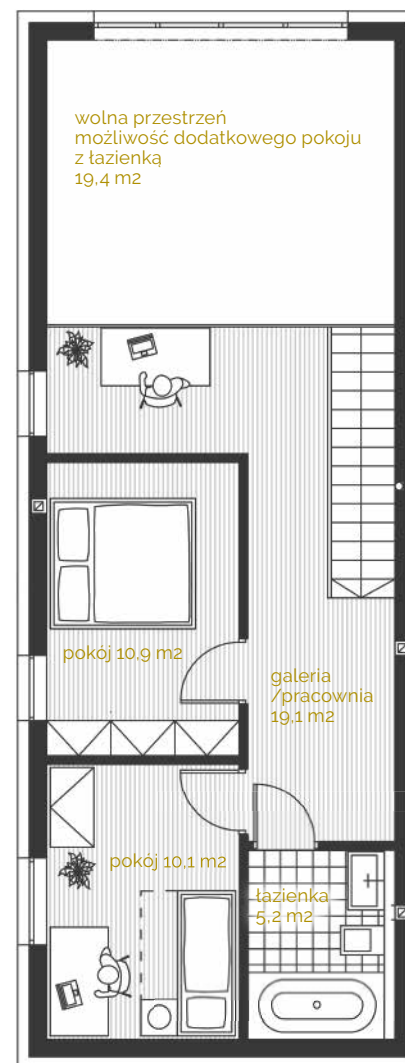 wolna przestrzeń
możliwość dodatkowego pokoju
z łazienką
19,4 m2
pokój 10,9 m2
galeria
/pracownia
19,1 m2
pokój 10,1 m2
łazienka
5,2 m2